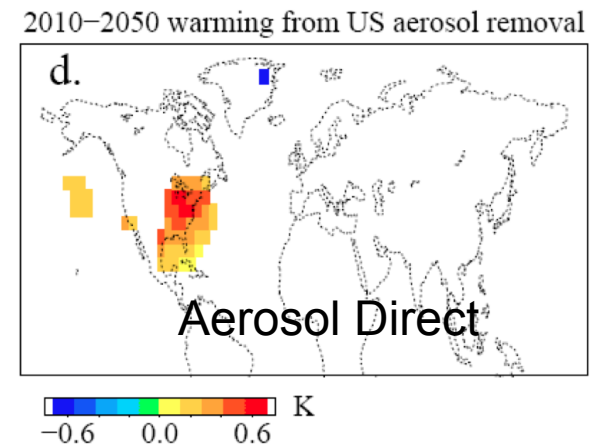 2010−2050 warming from US aerosol removal
d.
Aerosol Direct
K
−0.6 0.0 0.6